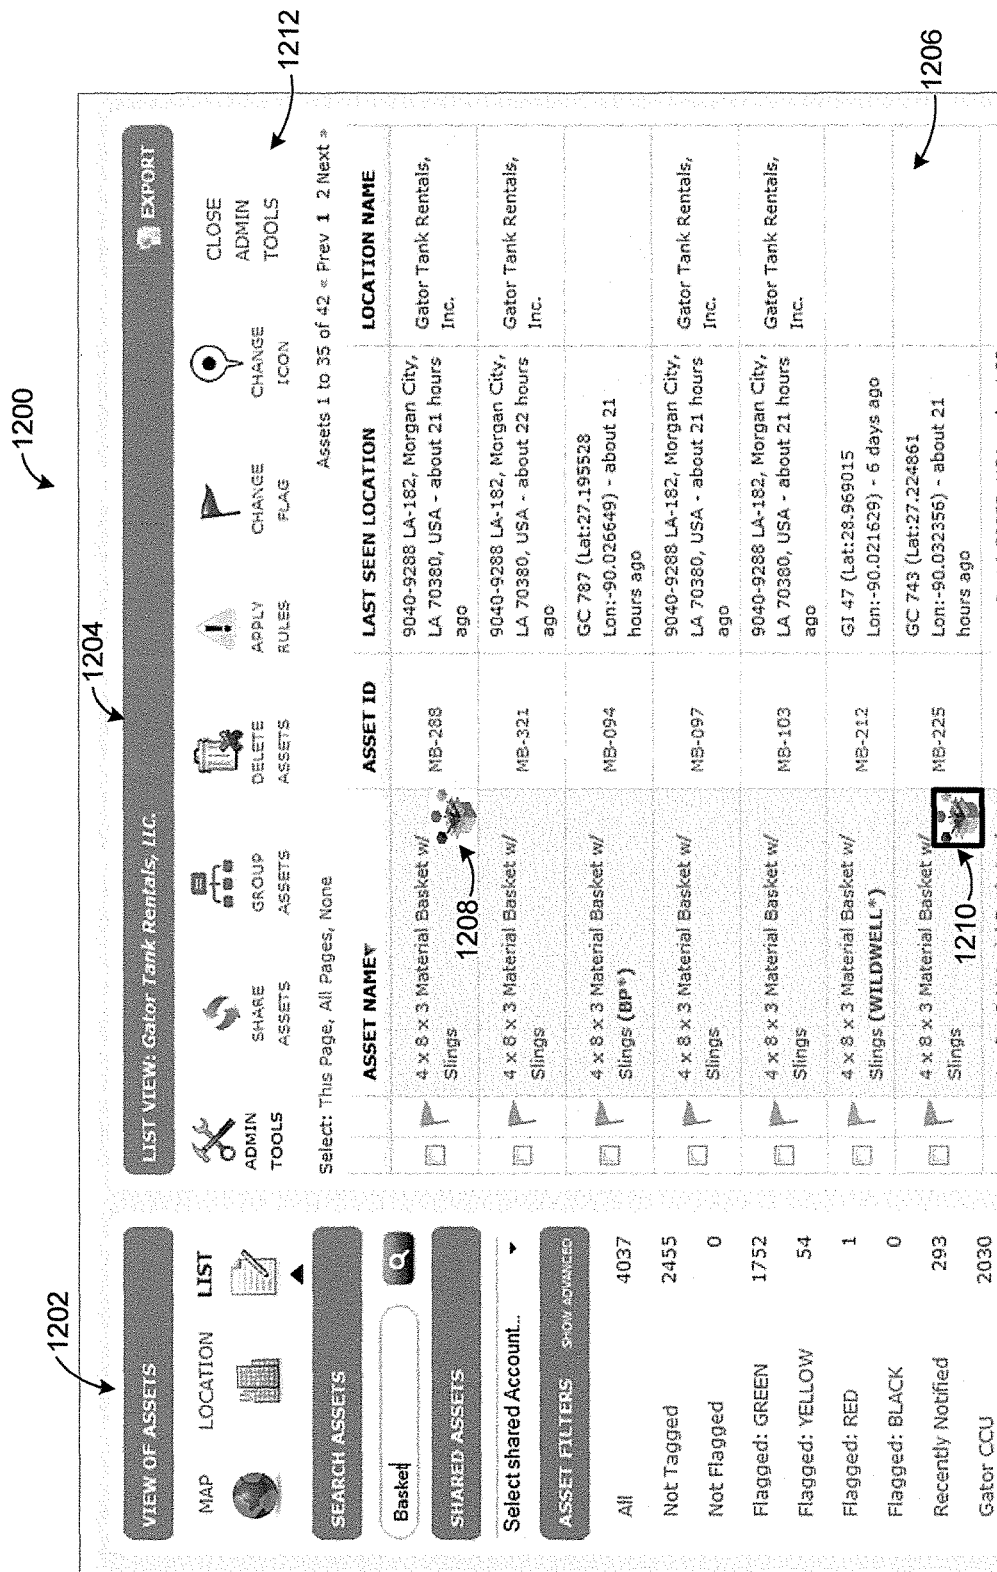 1200
1202
1204
VIEW OF ASSETS
MAP LOCATION LIST
SEARCH ASSETS
Basket
SHARED ASSETS
Select shared Account...
ASSET FILTERS SHOW ADVANCED
All 4037
Not Tagged 2455
Not Flagged 0
Flagged: GREEN 1752
Flagged: YELLOW 54
Flagged: RED 1
Flagged: BLACK 0
Recently Notified 293
Gator CCU 2030
LIST VIEW: Gator Tank Rentals, LLC.
EXPORT
ADMIN TOOLS
SHARE ASSETS
GROUP ASSETS
DELETE ASSETS
APPLY RULES
CHANGE FLAG
CHANGE ICON
CLOSE ADMIN TOOLS
1212
Select: This Page, All Pages, None
Assets 1 to 35 of 42 « Prev 1 2 Next »
ASSET NAME▼ ASSET ID LAST SEEN LOCATION LOCATION NAME
4 x 8 x 3 Material Basket w/ MB-288 9040-9288 LA-182, Morgan City, Gator Tank Rentals,
Slings LA 70380, USA - about 21 hours Inc.
ago
1208
4 x 8 x 3 Material Basket w/ MB-321 9040-9288 LA-182, Morgan City, Gator Tank Rentals,
Slings LA 70380, USA - about 22 hours Inc.
ago
4 x 8 x 3 Material Basket w/ MB-094 GC 787 (Lat:27.195528
Slings (BP*) Lon:-90.026649) - about 21
hours ago
4 x 8 x 3 Material Basket w/ MB-097 9040-9288 LA-182, Morgan City, Gator Tank Rentals,
Slings LA 70380, USA - about 21 hours Inc.
ago
4 x 8 x 3 Material Basket w/ MB-103 9040-9288 LA-182, Morgan City, Gator Tank Rentals,
Slings LA 70380, USA - about 21 hours Inc.
ago
4 x 8 x 3 Material Basket w/ MB-212 GI 47 (Lat:28.969015
Slings (WILDWELL*) Lon:-90.021629) - 6 days ago
4 x 8 x 3 Material Basket w/ MB-225 GC 743 (Lat:27.224861
Slings Lon:-90.032356) - about 21
hours ago
1210
1206